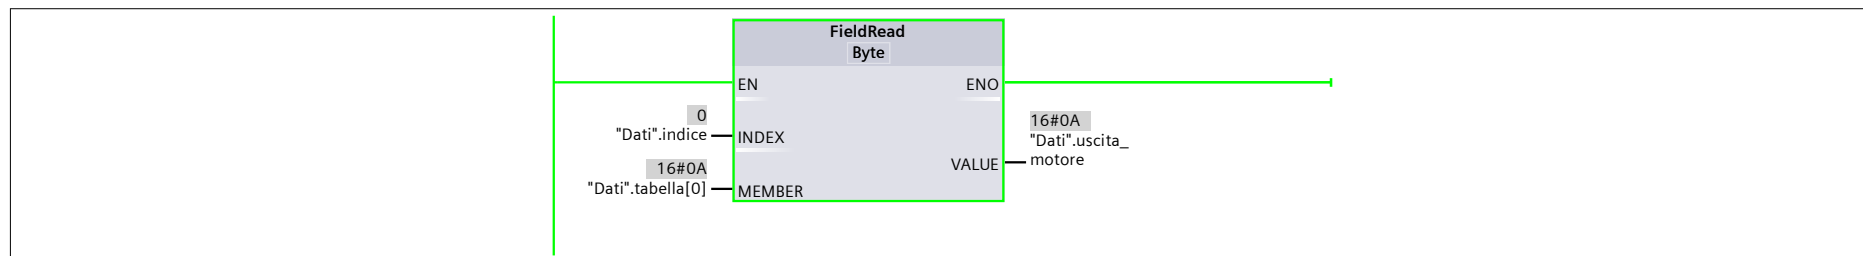 FieldRead
Byte
EN
ENO
0
"Dati".indice
INDEX
16#0A
"Dati".uscita_
motore
VALUE
16#0A
"Dati".tabella[0]
MEMBER